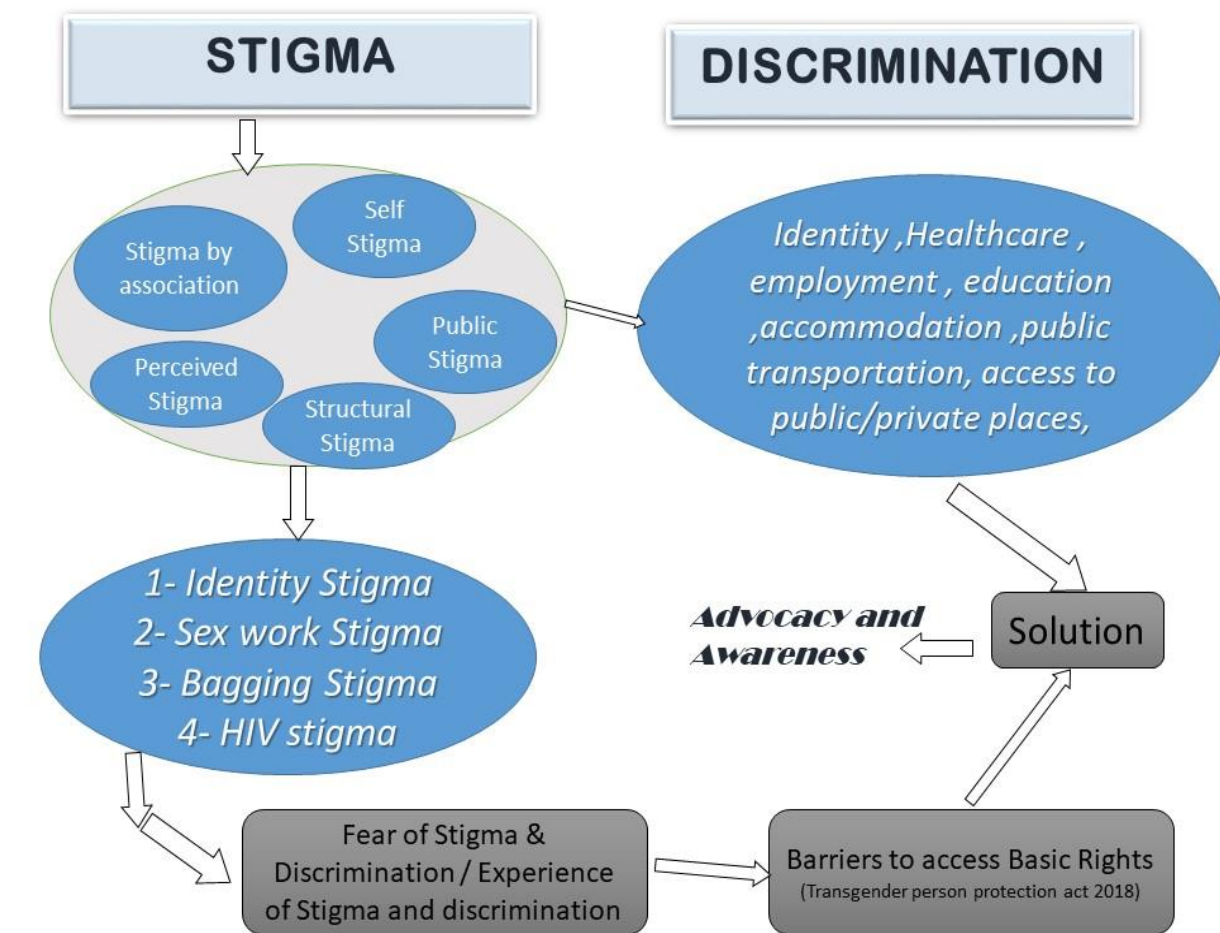 STIGMA
DISCRIMINATION
Self
Stigma
Stigma by
association
Public
Stigma
Perceived
Stigma
Structural
Stigma
Identity ,Healthcare ,
employment , education
,accommodation ,public
transportation, access to
public/private places,
1- Identity Stigma
2- Sex work Stigma
3- Bagging Stigma
4- HIV stigma
Advocacy and
Awareness
Solution
Fear of Stigma &
Discrimination / Experience
of Stigma and discrimination
Barriers to access Basic Rights
(Transgender person protection act 2018)